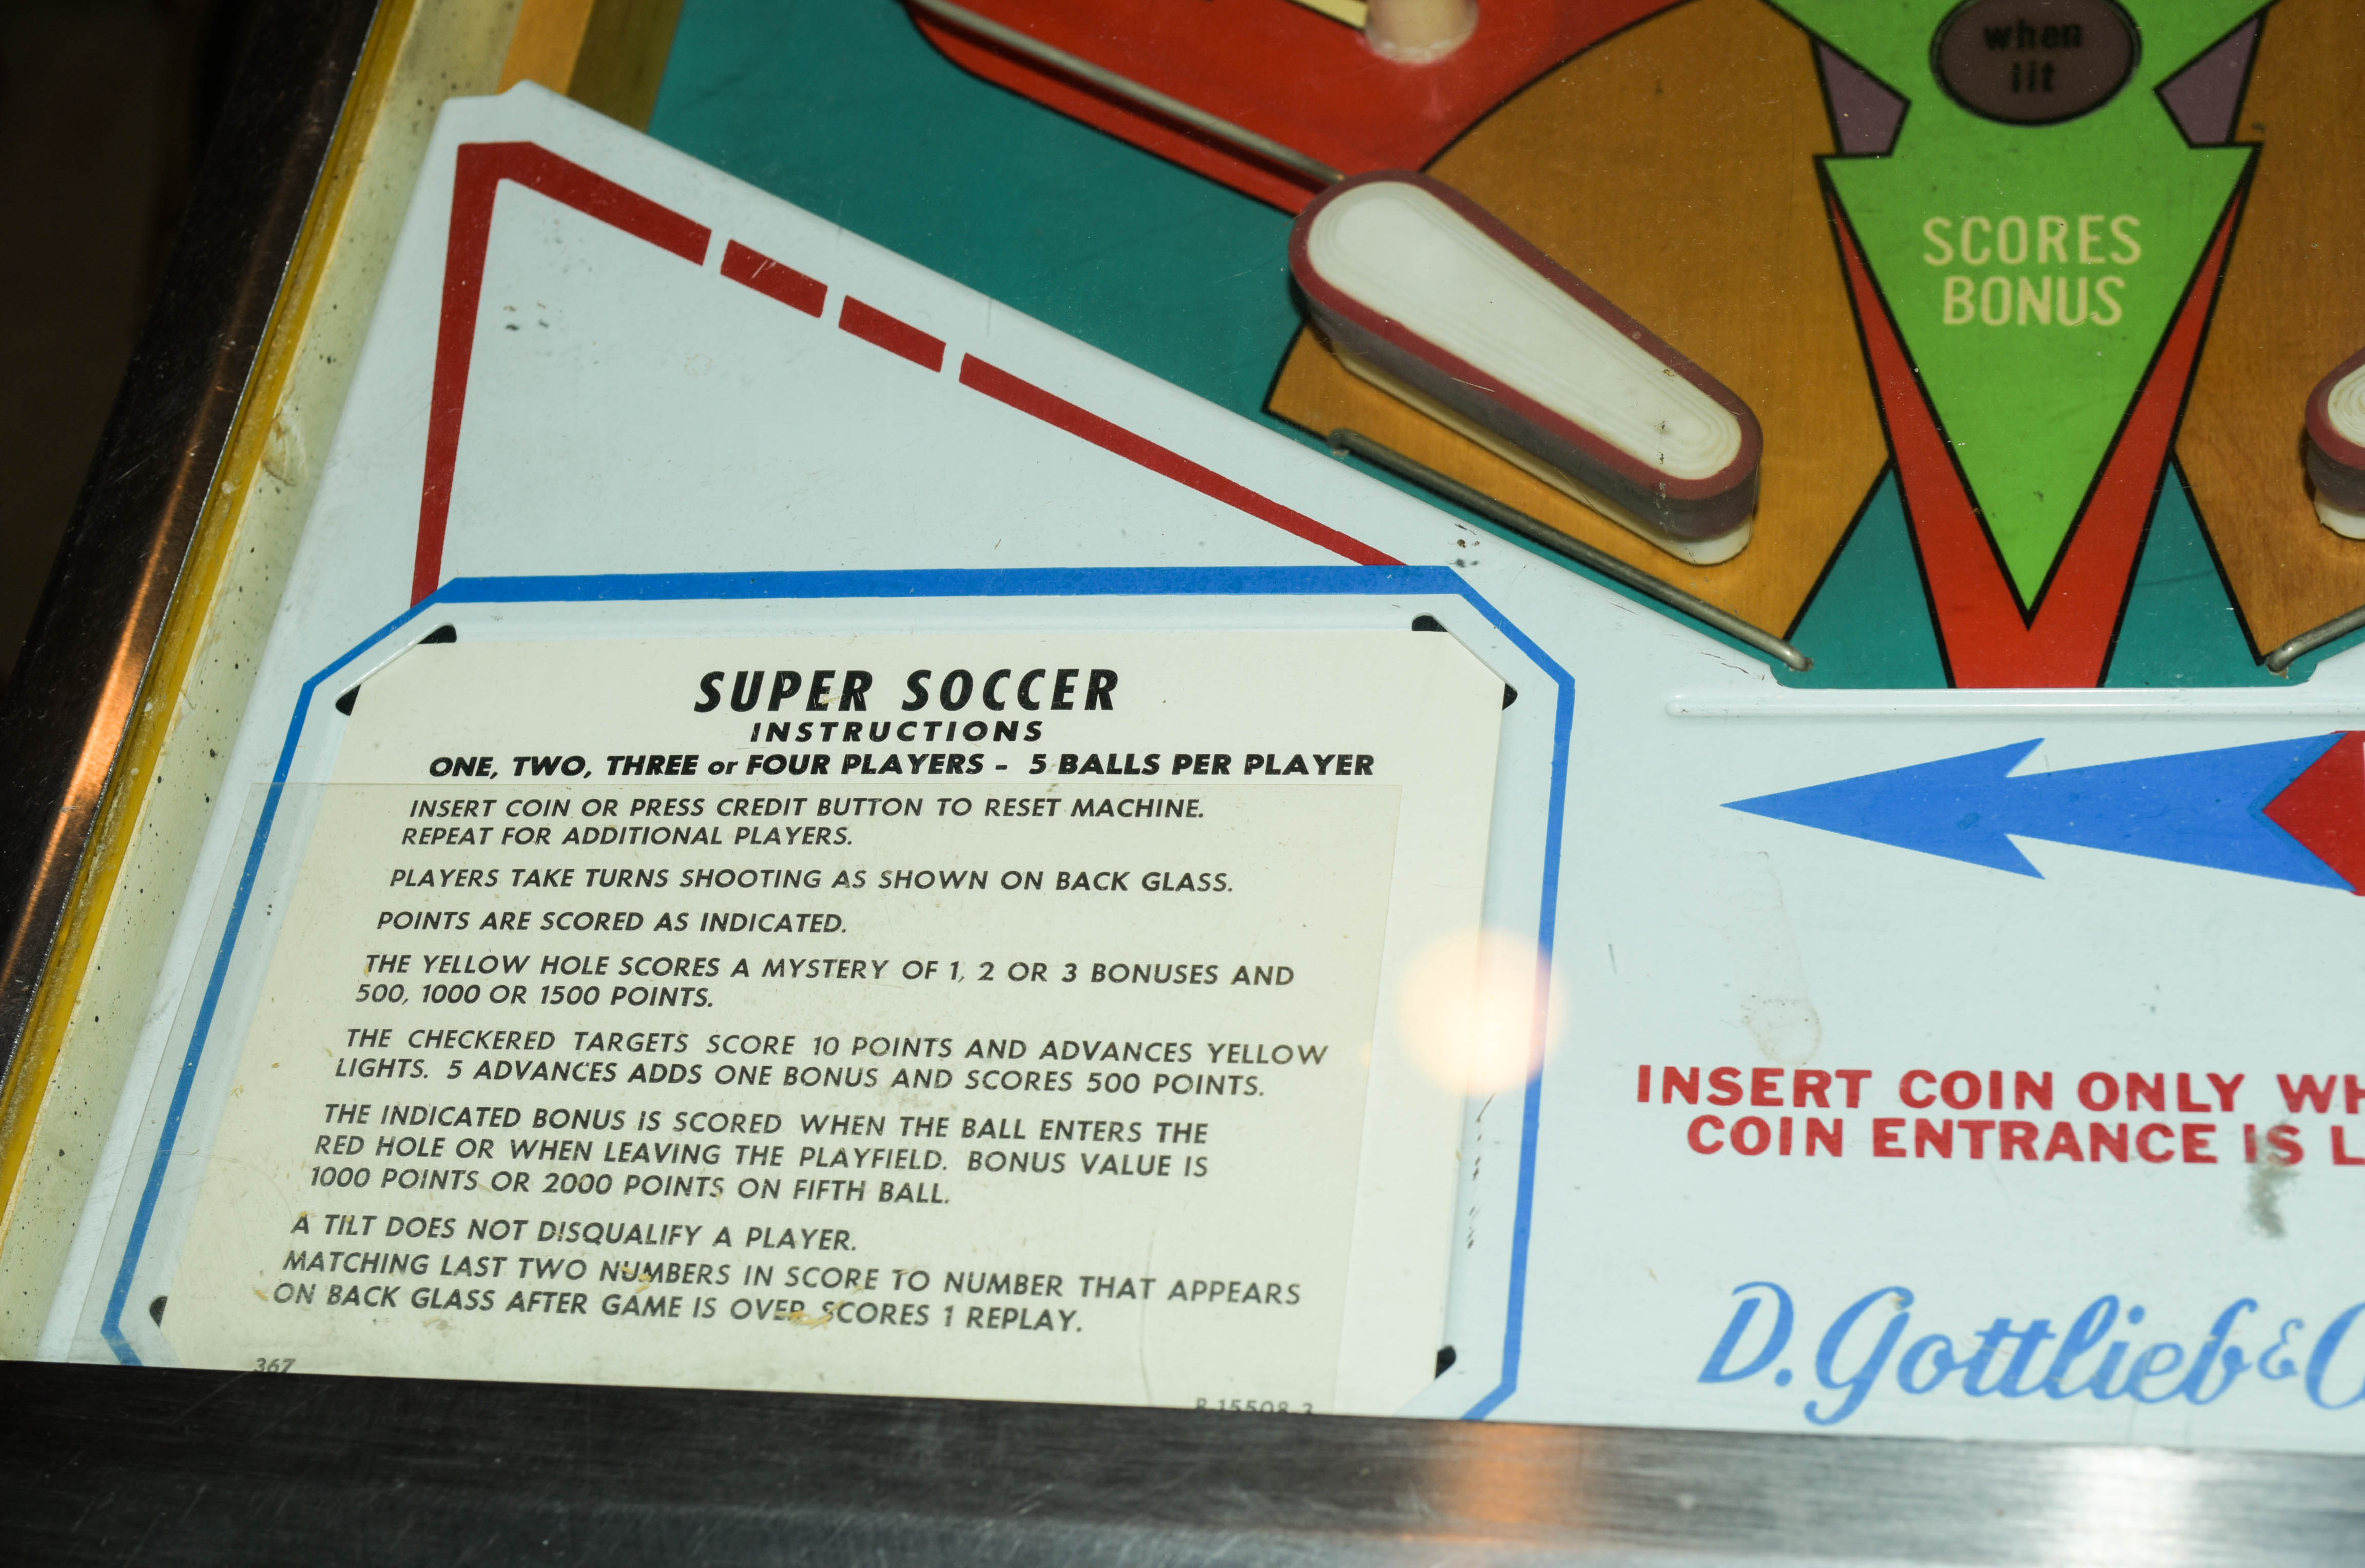 when
lit
SCORES
BONUS
SUPER SOCCER
INSTRUCTIONS
ONE, TWO, THREE or FOUR PLAYERS - 5 BALLS PER PLAYER
INSERT COIN OR PRESS CREDIT BUTTON TO RESET MACHINE.
REPEAT FOR ADDITIONAL PLAYERS.
PLAYERS TAKE TURNS SHOOTING AS SHOWN ON BACK GLASS.
POINTS ARE SCORED AS INDICATED.
THE YELLOW HOLE SCORES A MYSTERY OF 1, 2 OR 3 BONUSES AND
500, 1000 OR 1500 POINTS.
THE CHECKERED TARGETS SCORE 10 POINTS AND ADVANCES YELLOW
LIGHTS. 5 ADVANCES ADDS ONE BONUS AND SCORES 500 POINTS.
THE INDICATED BONUS IS SCORED WHEN THE BALL ENTERS THE
RED HOLE OR WHEN LEAVING THE PLAYFIELD. BONUS VALUE IS
1000 POINTS OR 2000 POINTS ON FIFTH BALL.
A TILT DOES NOT DISQUALIFY A PLAYER.
MATCHING LAST TWO NUMBERS IN SCORE TO NUMBER THAT APPEARS
ON BACK GLASS AFTER GAME IS OVER SCORES 1 REPLAY.
367
INSERT COIN ONLY WH
COIN ENTRANCE IS L
D. Gottlieb &